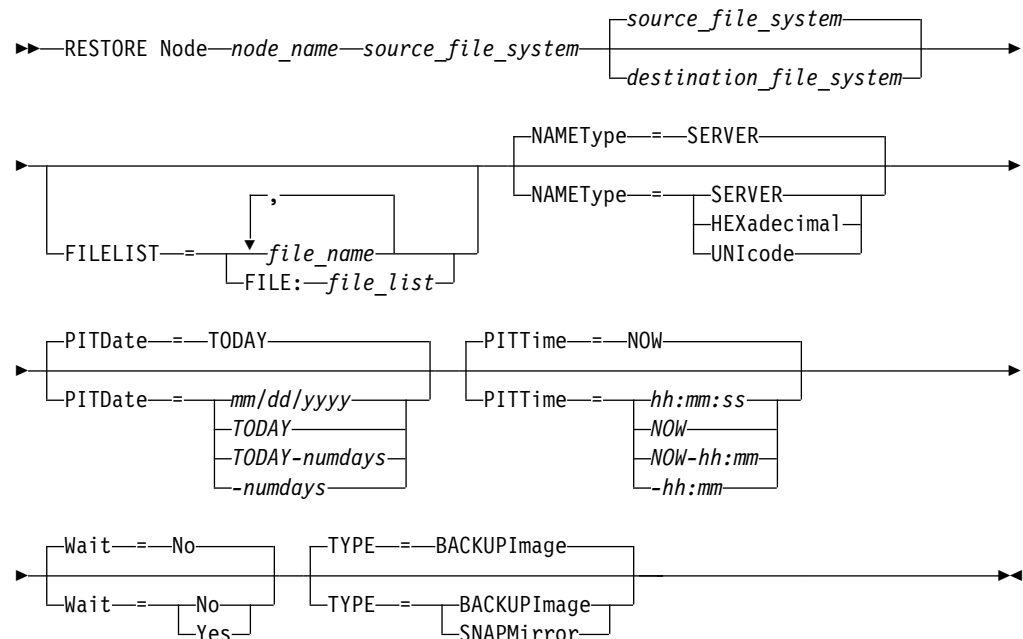 source_file_system
►►—RESTORE Node—node_name—source_file_system
destination_file_system
NAMEType—=—SERVER
,
NAMEType—=—SERVER
HEXadecimal
FILELIST—=—file_name
UNIcode
FILE:—file_list
PITDate—=—TODAY
PITTime—=—NOW
PITDate—=—mm/dd/yyyy
PITTime—=—hh:mm:ss
TODAY
NOW
TODAY-numdays
NOW-hh:mm
-numdays
-hh:mm
Wait—=—No
TYPE—=—BACKUPImage
Wait—=—No
TYPE—=—BACKUPImage
Yes
SNAPMirror